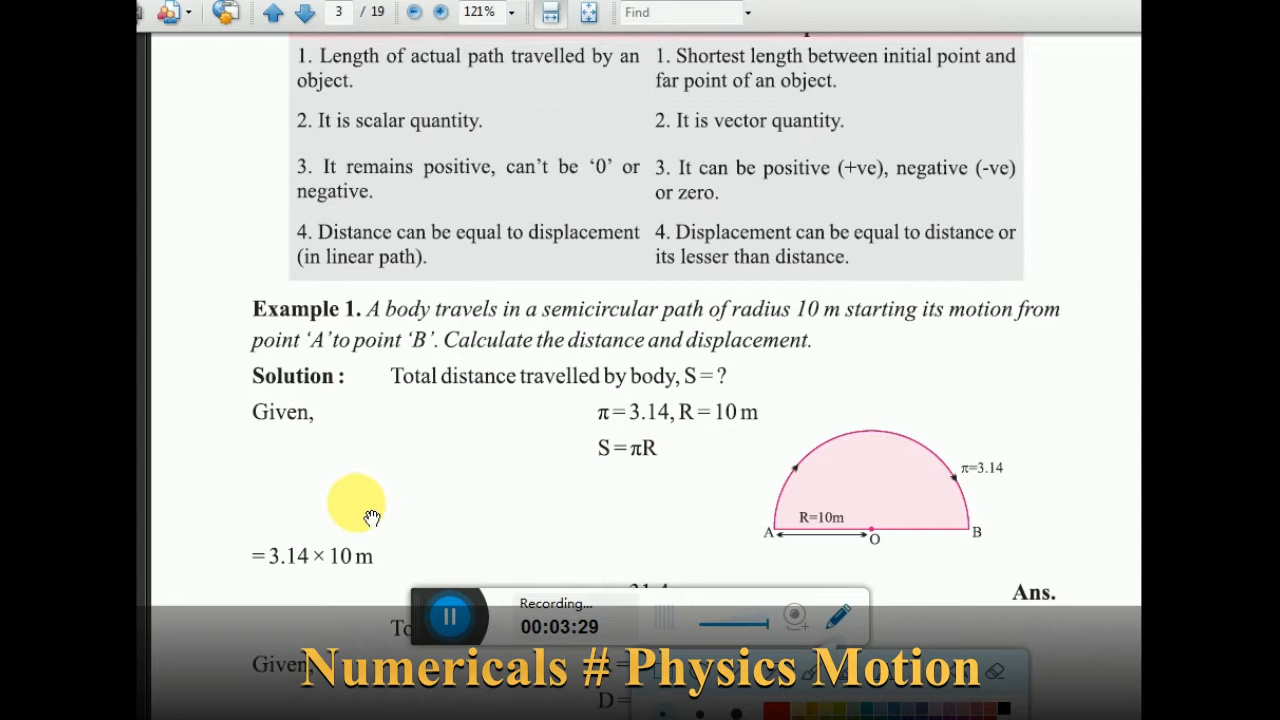 3 / 19
121%
Find
1. Length of actual path travelled by an
object.
1. Shortest length between initial point and
far point of an object.
2. It is scalar quantity.
2. It is vector quantity.
3. It remains positive, can't be ‘0’ or
negative.
3. It can be positive (+ve), negative (-ve)
or zero.
4. Distance can be equal to displacement
(in linear path).
4. Displacement can be equal to distance or
its lesser than distance.
Example 1. A body travels in a semicircular path of radius 10 m starting its motion from
point ‘A’ to point ‘B’. Calculate the distance and displacement.
Solution : Total distance travelled by body, S = ?
Given, π = 3.14, R = 10 m
S = πR
π=3.14
R=10m
A
O
B
= 3.14 × 10 m
31.4
Ans.
Recording...
00:03:29
To
Given
D =
Numericals # Physics Motion